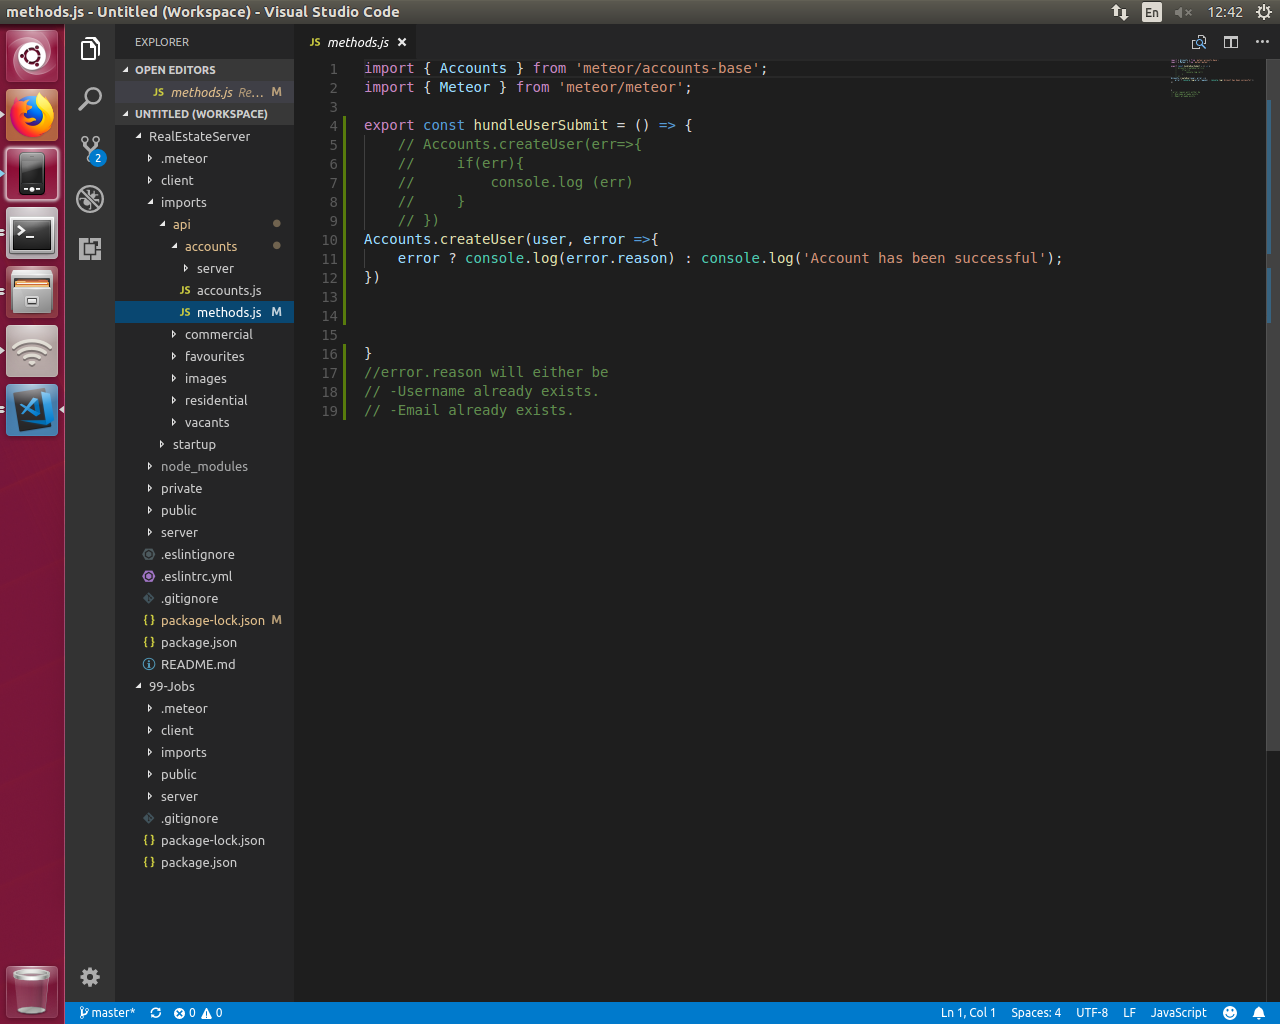 methods.js - Untitled (Workspace) - Visual Studio Code
En
12:42
EXPLORER
OPEN EDITORS
JS methods.js Re... M
UNTITLED (WORKSPACE)
RealEstateServer
.meteor
client
imports
api
accounts
server
JS accounts.js
JS methods.js M
commercial
favourites
images
residential
vacants
startup
node_modules
private
public
server
.eslintignore
.eslintrc.yml
.gitignore
{} package-lock.json M
{} package.json
README.md
99-Jobs
.meteor
client
imports
public
server
.gitignore
{} package-lock.json
{} package.json
2
JS methods.js ×
1 import { Accounts } from 'meteor/accounts-base';
2 import { Meteor } from 'meteor/meteor';
3
4 export const hundleUserSubmit = () => {
5     // Accounts.createUser(err=>{
6     //     if(err){
7     //         console.log (err)
8     //     }
9     // })
10 Accounts.createUser(user, error =>{
11     error ? console.log(error.reason) : console.log('Account has been successful');
12 })
13
14
15
16 }
17 //error.reason will either be
18 // -Username already exists.
19 // -Email already exists.
master* 0 0 Ln 1, Col 1 Spaces: 4 UTF-8 LF JavaScript